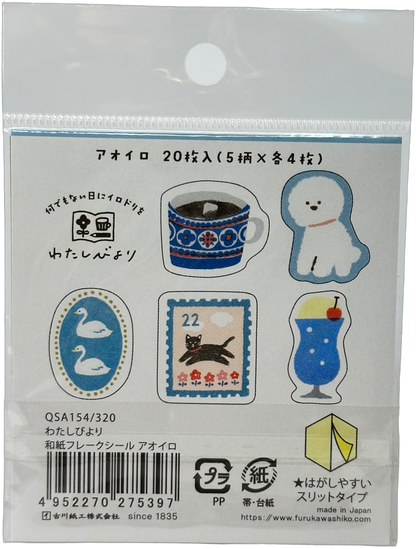 アオイロ 20枚入(5柄×各4枚)
何でもない日にイロドリを
わたしびより
22
QSA154/320
わたしびより
和紙フレークシール アオイロ
4 952270 275397
古川紙工株式会社 since 1835
プラ
PP
紙
帯・台紙
★はがしやすい
スリットタイプ
made in Japan
https://www.furukawashiko.com/